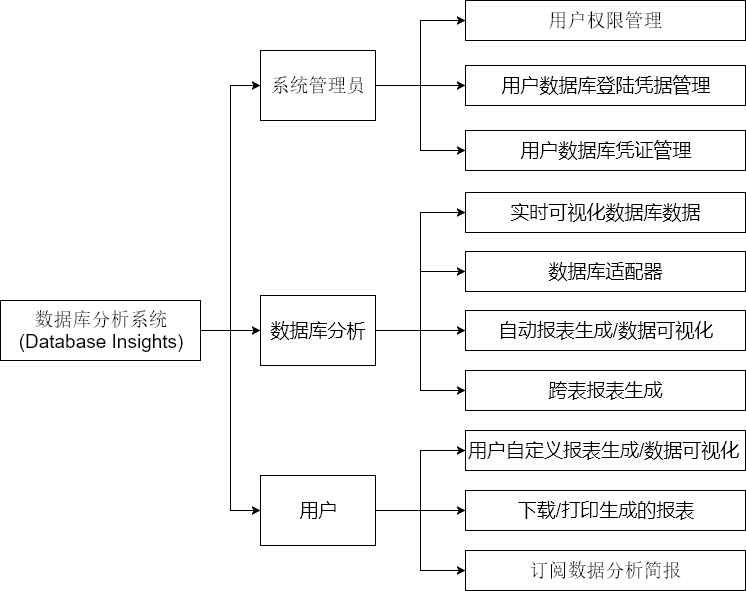 用户权限管理
系统管理员
用户数据库登陆凭据管理
用户数据库凭证管理
实时可视化数据库数据
数据库适配器
数据库分析系统
(Database Insights)
数据库分析
自动报表生成/数据可视化
跨表报表生成
用户自定义报表生成/数据可视化
用户
下载/打印生成的报表
订阅数据分析简报